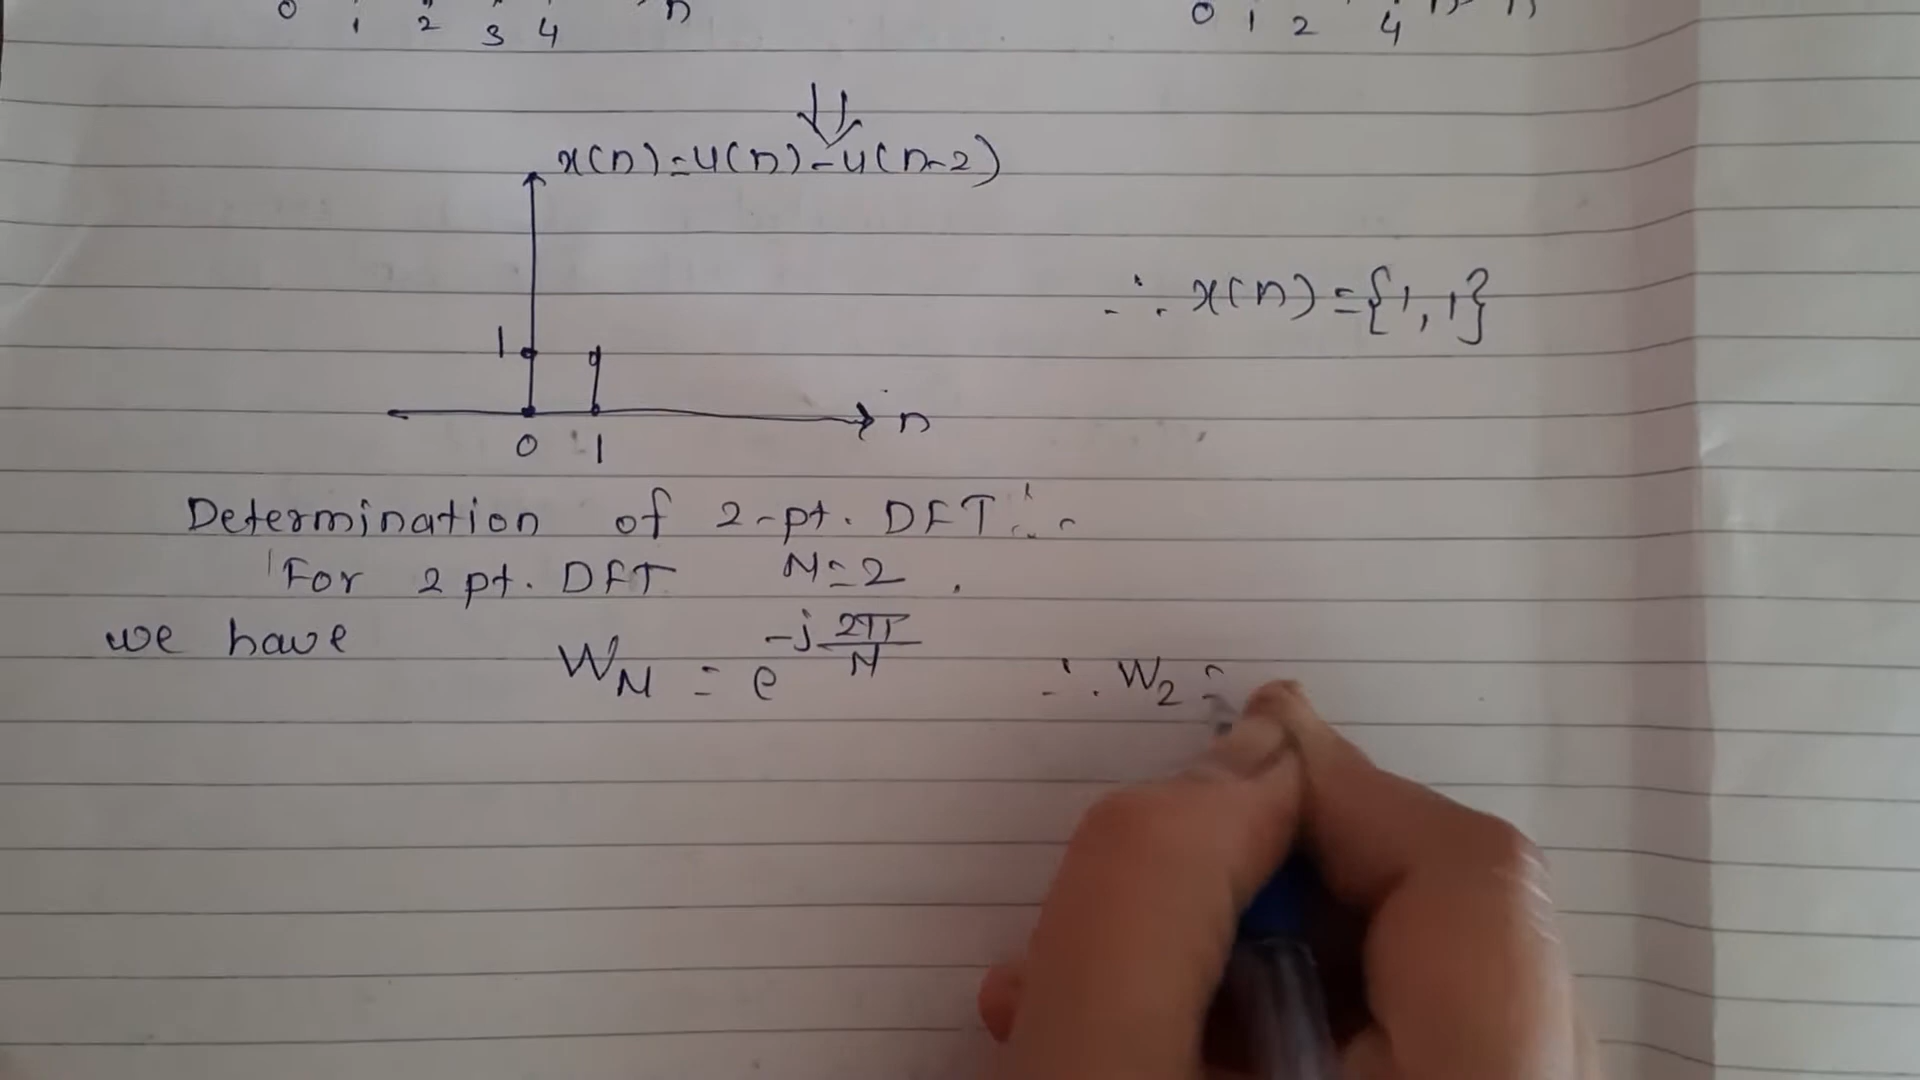 0 1 2 3 4 n
0 1 2 4 n
x(n)=u(n)-u(n-2)
∴ x(n)={1,1}
1
n
0 1
Determination of 2-pt. DFT:-
For 2 pt. DFT N=2.
we have W_N = e^{-j\frac{2π}{N}} ∴ W_2 =